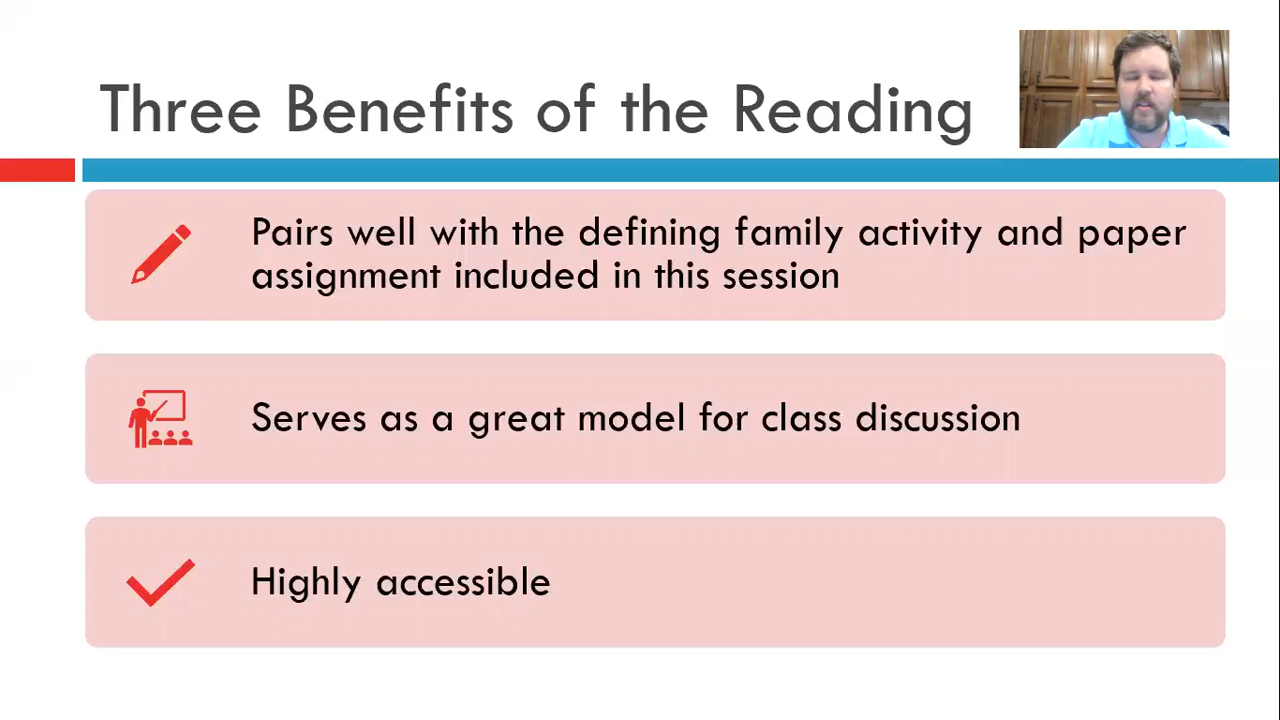 Three Benefits of the Reading
Pairs well with the defining family activity and paper
assignment included in this session
Serves as a great model for class discussion
Highly accessible